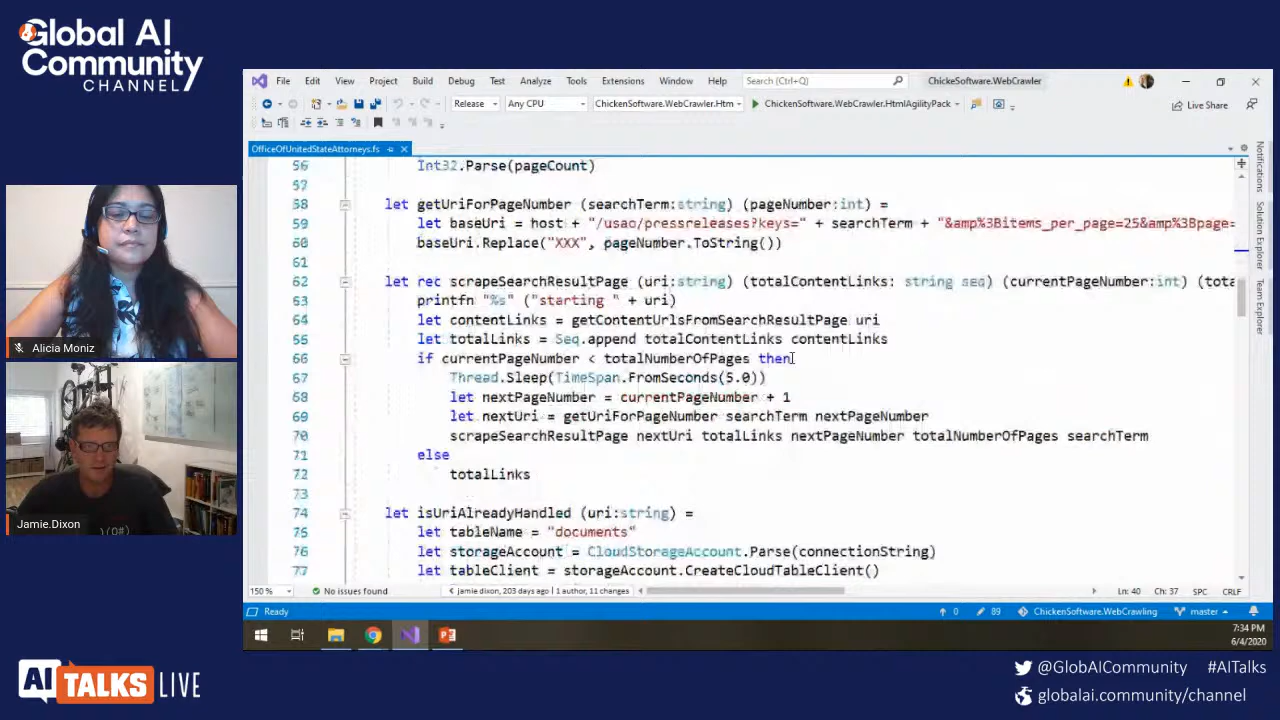 Global AI
Community
CHANNEL
File Edit View Project Build Debug Test Analyze Tools Extensions Window Help Search (Ctrl+Q) ChickeSoftware.WebCrawler
Release Any CPU ChickenSoftware.WebCrawler.Htm ChickenSoftware.WebCrawler.HtmlAgilityPack Live Share
OfficeOfUnitedStateAttorneys.fs
56 Int32.Parse(pageCount)
57
58 let getUriForPageNumber (searchTerm:string) (pageNumber:int) =
59 let baseUri = host + "/usao/pressreleases?keys=" + searchTerm + "&amp%3Bitems_per_page=25&amp%3Bpage=
60 baseUri.Replace("XXX", pageNumber.ToString())
61
62 let rec scrapeSearchResultPage (uri:string) (totalContentLinks: string seq) (currentPageNumber:int) (tota
63 printfn "%s" ("starting " + uri)
64 let contentLinks = getContentUrlsFromSearchResultPage uri
65 let totalLinks = Seq.append totalContentLinks contentLinks
66 if currentPageNumber < totalNumberOfPages then
67 Thread.Sleep(TimeSpan.FromSeconds(5.0))
68 let nextPageNumber = currentPageNumber + 1
69 let nextUri = getUriForPageNumber searchTerm nextPageNumber
70 scrapeSearchResultPage nextUri totalLinks nextPageNumber totalNumberOfPages searchTerm
71 else
72 totalLinks
73
74 let isUriAlreadyHandled (uri:string) =
75 let tableName = "documents"
76 let storageAccount = CloudStorageAccount.Parse(connectionString)
77 let tableClient = storageAccount.CreateCloudTableClient()
Notifications
Solution Explorer
Team Explorer
150 % No issues found jamie dixon, 203 days ago | 1 author, 11 changes Ln: 40 Ch: 37 SPC CRLF
Ready 0 89 ChickenSoftware.WebCrawling master
7:34 PM
6/4/2020
Alicia Moniz
Jamie.Dixon
AI TALKS LIVE
@GlobAICommunity #AITalks
globalai.community/channel